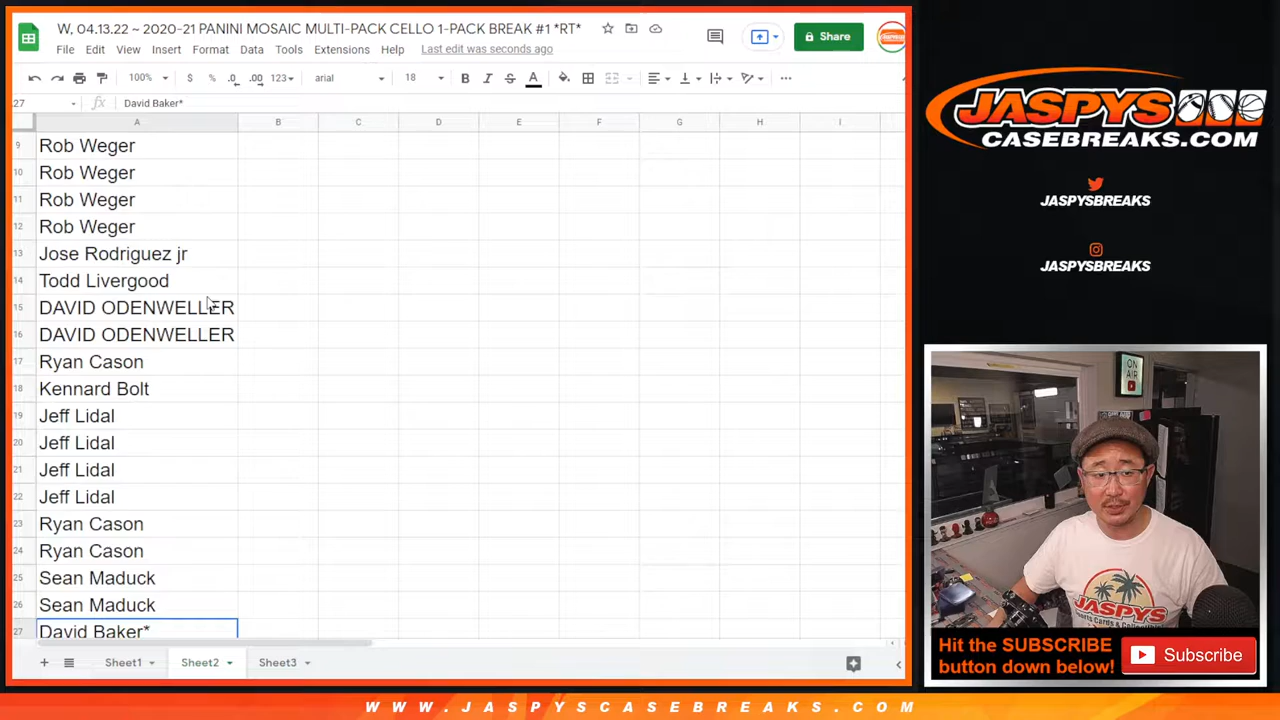 W, 04.13.22 ~ 2020-21 PANINI MOSAIC MULTI-PACK CELLO 1-PACK BREAK #1 *RT*
File Edit View Insert Format Data Tools Extensions Help Last edit was seconds ago
Share
100% $ % .0 .00 123 arial 18 B I S A
27 fx David Baker*
A B C D E F G H I
9 Rob Weger
10 Rob Weger
11 Rob Weger
12 Rob Weger
13 Jose Rodriguez jr
14 Todd Livergood
15 DAVID ODENWELLER
16 DAVID ODENWELLER
17 Ryan Cason
18 Kennard Bolt
19 Jeff Lidal
20 Jeff Lidal
21 Jeff Lidal
22 Jeff Lidal
23 Ryan Cason
24 Ryan Cason
25 Sean Maduck
26 Sean Maduck
27 David Baker*
Sheet1 Sheet2 Sheet3
JASPYS
CASEBREAKS.COM
JASPYSBREAKS
JASPYSBREAKS
ON AIR
JASPYS
Hit the SUBSCRIBE
button down below!
Subscribe
WWW.JASPYSCASEBREAKS.COM